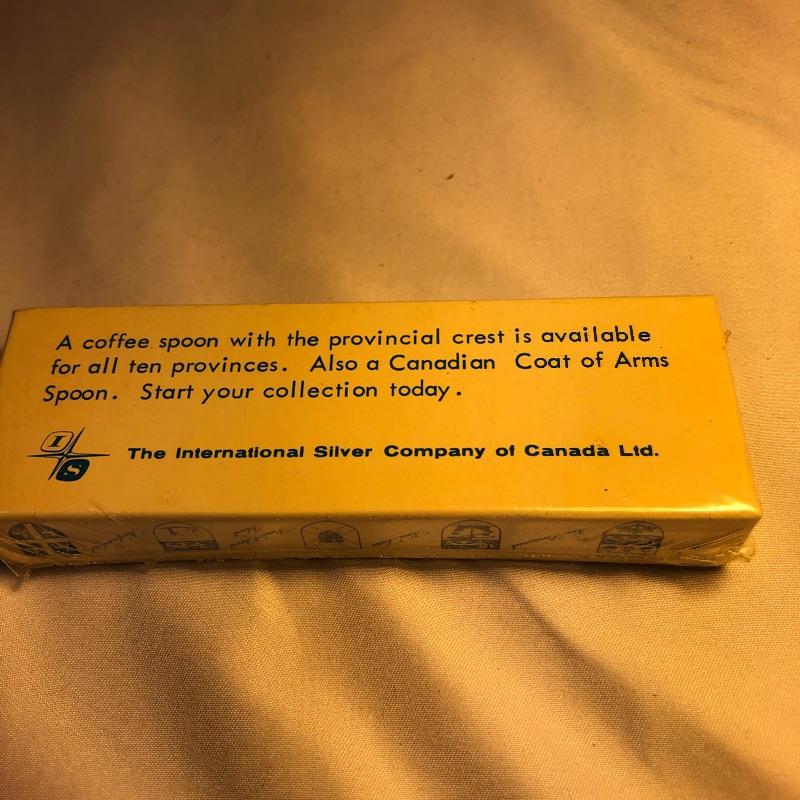 A coffee spoon with the provincial crest is available
for all ten provinces. Also a Canadian Coat of Arms
Spoon. Start your collection today.
I
S
The International Silver Company of Canada Ltd.